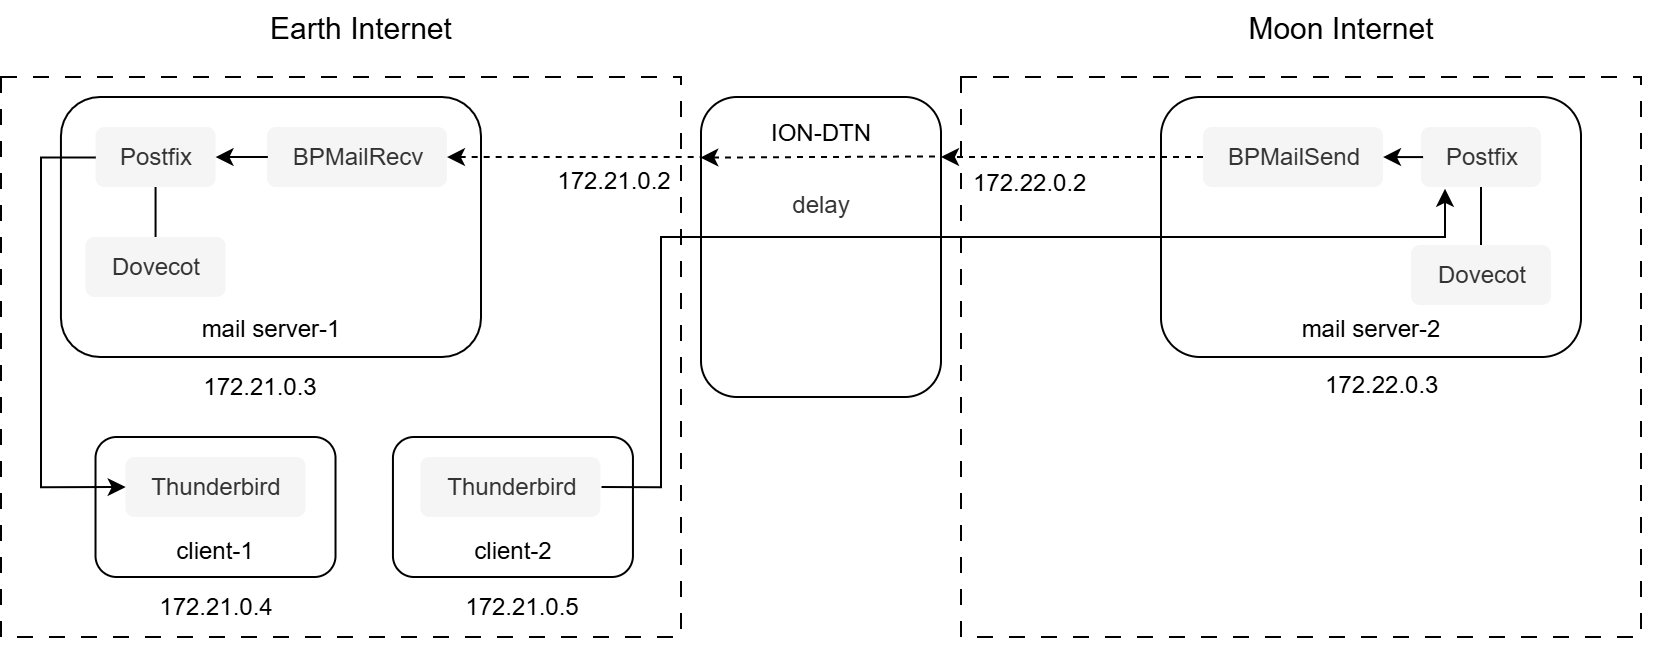 Earth Internet
Moon Internet
Postfix
BPMailRecv
Dovecot
mail server-1
172.21.0.3
172.21.0.2
ION-DTN
delay
172.22.0.2
BPMailSend
Postfix
Dovecot
mail server-2
172.22.0.3
Thunderbird
client-1
172.21.0.4
Thunderbird
client-2
172.21.0.5